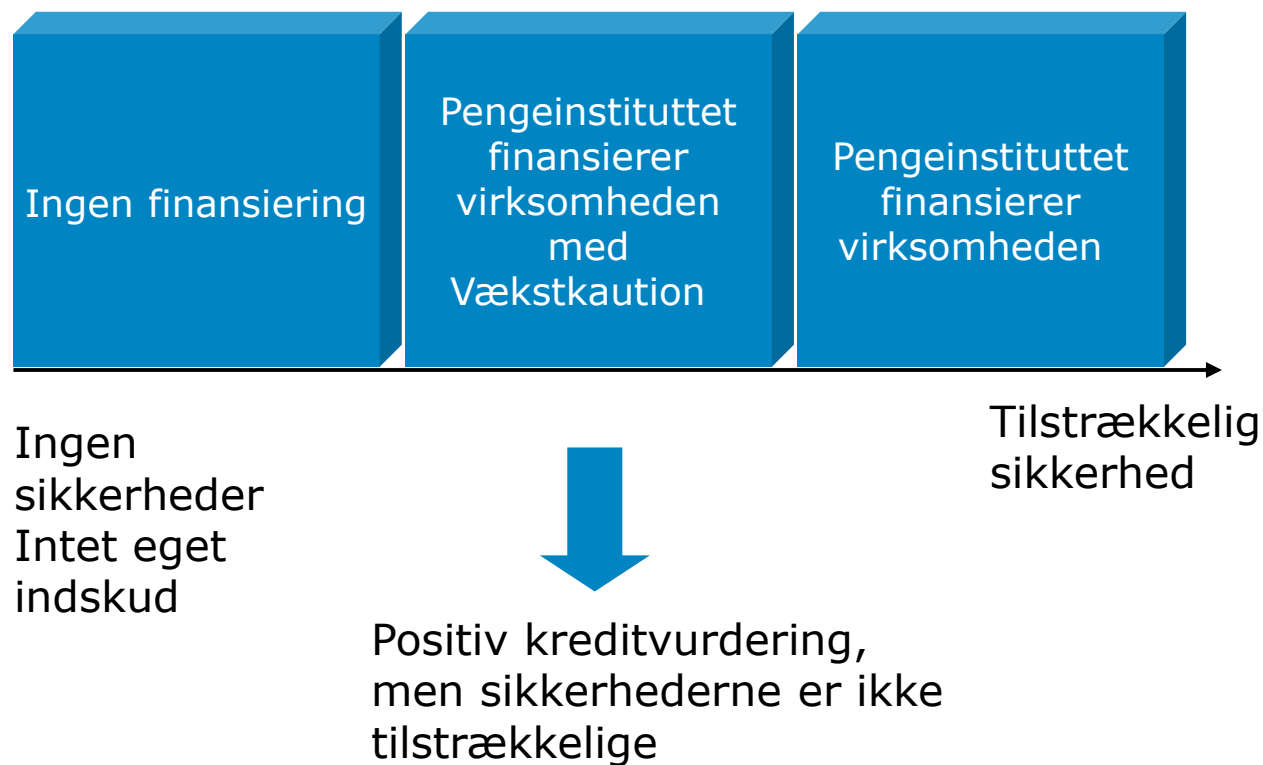 Ingen finansiering
Pengeinstituttet
finansierer
virksomheden
med
Vækstkaution
Pengeinstituttet
finansierer
virksomheden
Ingen
sikkerheder
Intet eget
indskud
Tilstrækkelig
sikkerhed
Positiv kreditvurdering,
men sikkerhederne er ikke
tilstrækkelige